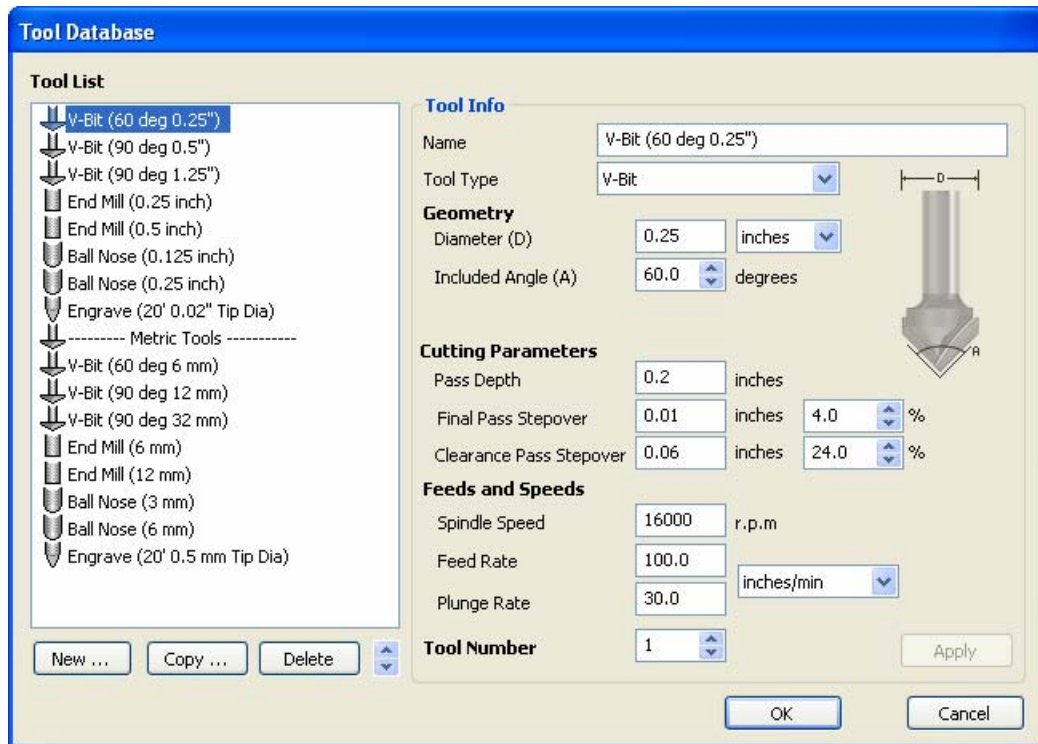 Tool Database
Tool List
V-Bit (60 deg 0.25")
V-Bit (90 deg 0.5")
V-Bit (90 deg 1.25")
End Mill (0.25 inch)
End Mill (0.5 inch)
Ball Nose (0.125 inch)
Ball Nose (0.25 inch)
Engrave (20' 0.02" Tip Dia)
--------- Metric Tools -----------
V-Bit (60 deg 6 mm)
V-Bit (90 deg 12 mm)
V-Bit (90 deg 32 mm)
End Mill (6 mm)
End Mill (12 mm)
Ball Nose (3 mm)
Ball Nose (6 mm)
Engrave (20' 0.5 mm Tip Dia)
New ... Copy ... Delete
Tool Info
Name V-Bit (60 deg 0.25")
Tool Type V-Bit
D
Geometry
Diameter (D) 0.25 inches
Included Angle (A) 60.0 degrees
A
Cutting Parameters
Pass Depth 0.2 inches
Final Pass Stepover 0.01 inches 4.0 %
Clearance Pass Stepover 0.06 inches 24.0 %
Feeds and Speeds
Spindle Speed 16000 r.p.m
Feed Rate 100.0
inches/min
Plunge Rate 30.0
Tool Number 1
Apply
OK Cancel